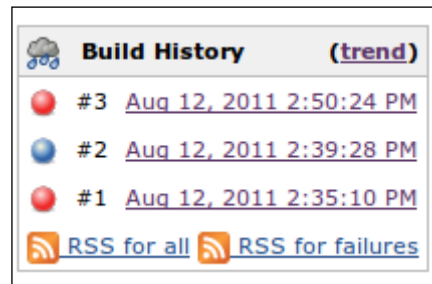 Build History (trend)
#3 Aug 12, 2011 2:50:24 PM
#2 Aug 12, 2011 2:39:28 PM
#1 Aug 12, 2011 2:35:10 PM
RSS for all RSS for failures